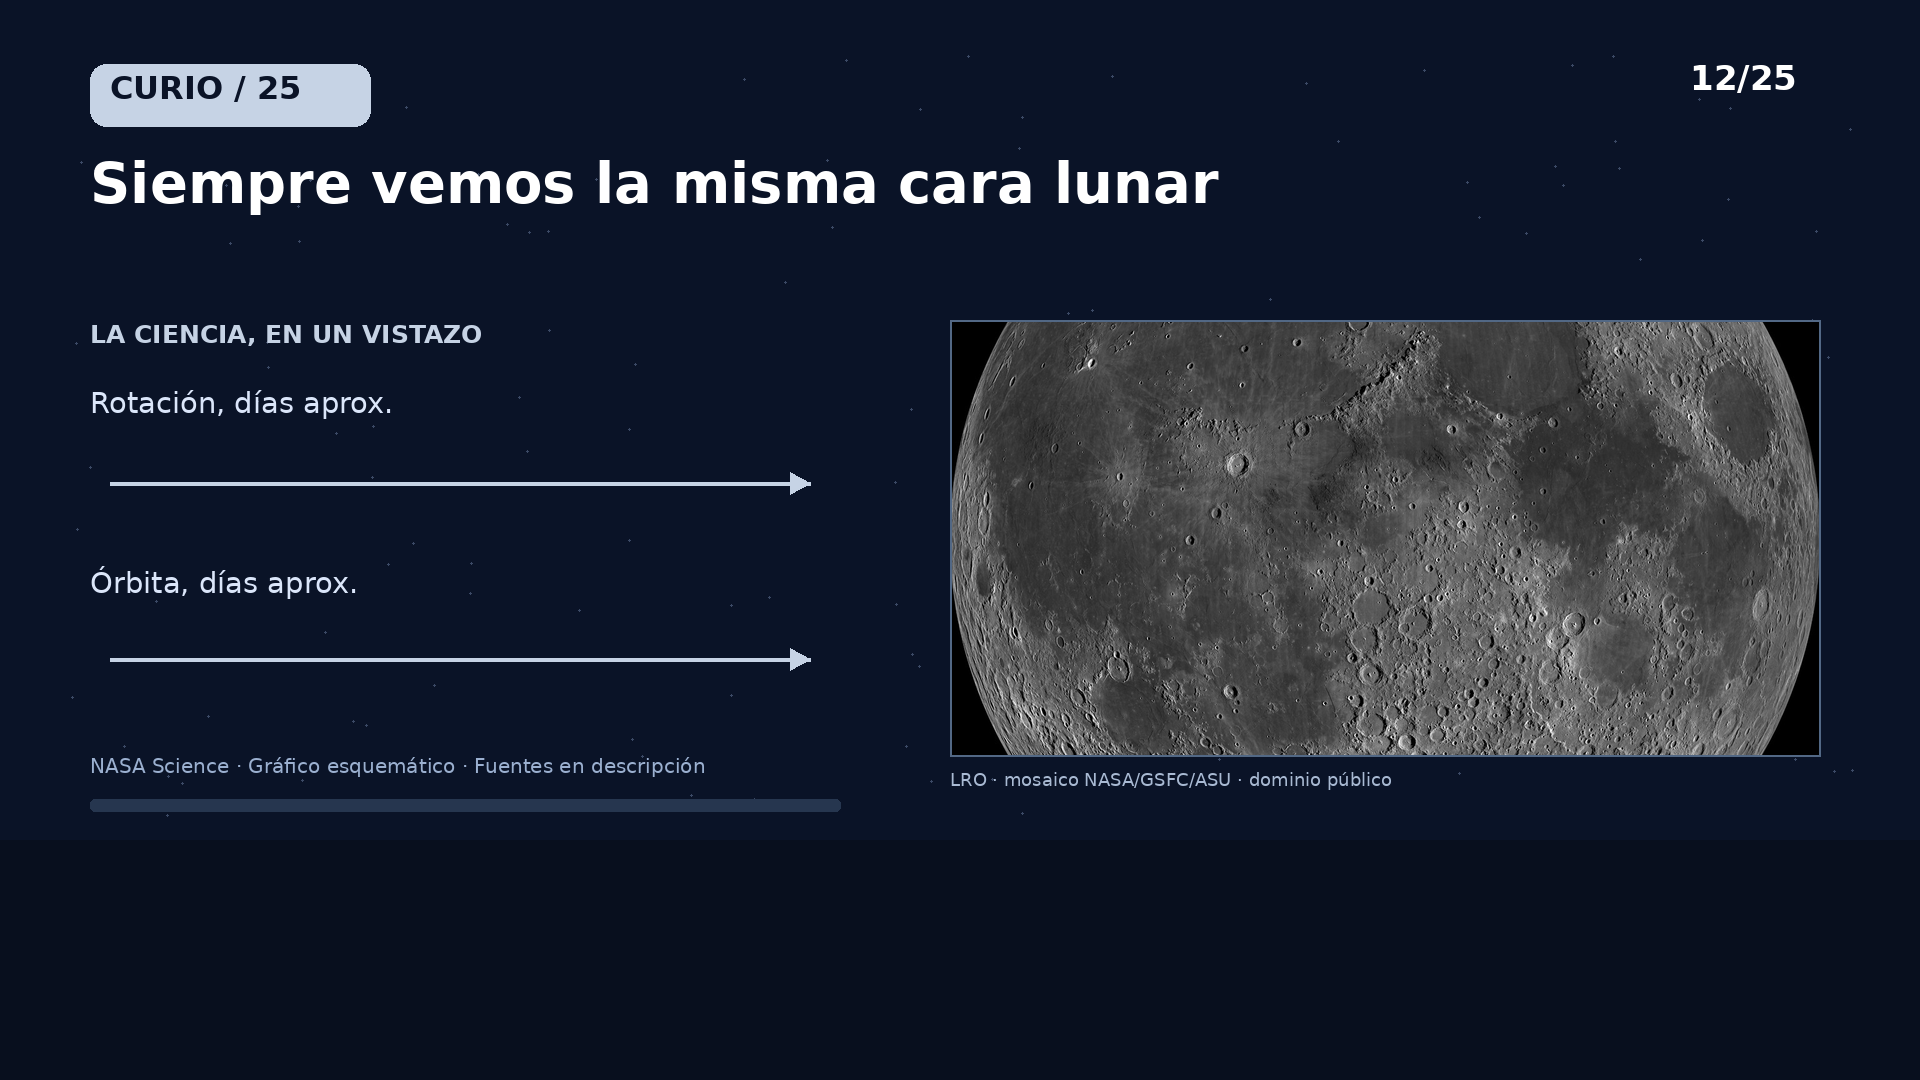 CURIO / 25
12/25
Siempre vemos la misma cara lunar
LA CIENCIA, EN UN VISTAZO
Rotación, días aprox.
Órbita, días aprox.
NASA Science · Gráfico esquemático · Fuentes en descripción
LRO · mosaico NASA/GSFC/ASU · dominio público